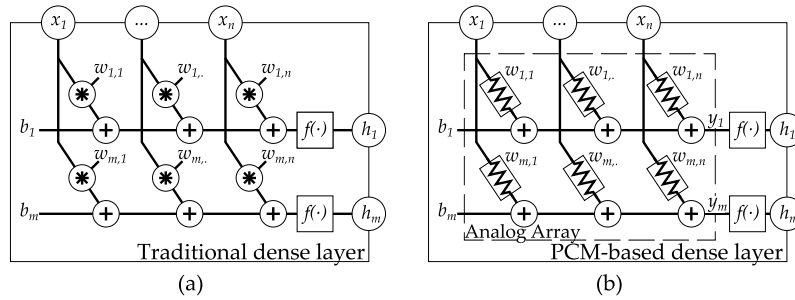 x1 ... xn x1 ... xn
w1,1 w1,. w1,n w1,1 w1,. w1,n
b1 + + + f(·) h1 b1 + + + y1 f(·) h1
wm,1 wm,. wm,n wm,1 wm,. wm,n
bm + + + f(·) hm bm + + + ym f(·) hm
Analog Array
Traditional dense layer PCM-based dense layer
(a) (b)